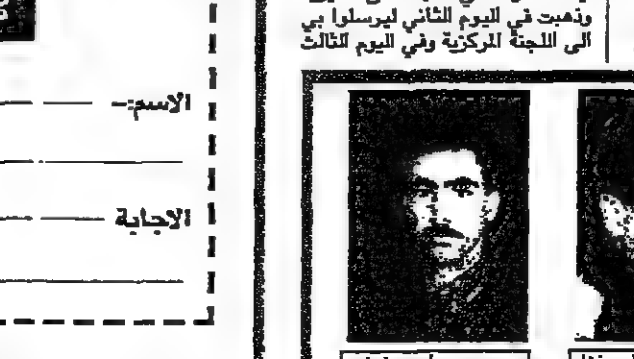 وذهبت في اليوم الثاني ليرسلوا بي
الى اللجنة المركزية وفي اليوم الثالث
الاسم:-
الاجابة